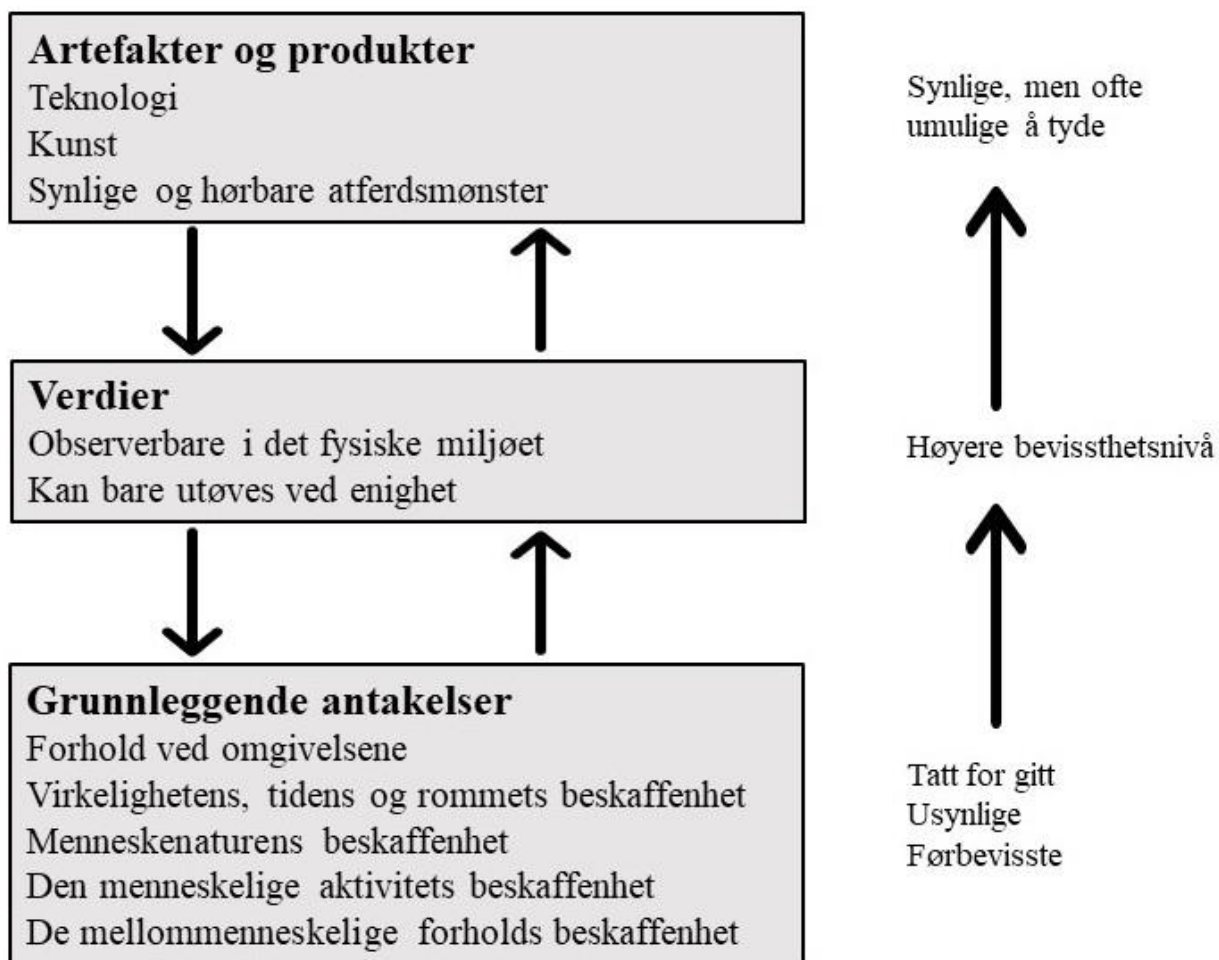 Artefakter og produkter
Teknologi
Kunst
Synlige og hørbare atferdsmønster
Synlige, men ofte
umulige å tyde
Verdier
Observerbare i det fysiske miljøet
Kan bare utøves ved enighet
Høyere bevissthetsnivå
Grunnleggende antakelser
Forhold ved omgivelsene
Virkelighetens, tidens og rommets beskaffenhet
Menneskenaturens beskaffenhet
Den menneskelige aktivitets beskaffenhet
De mellommenneskelige forholds beskaffenhet
Tatt for gitt
Usynlige
Førbevisste